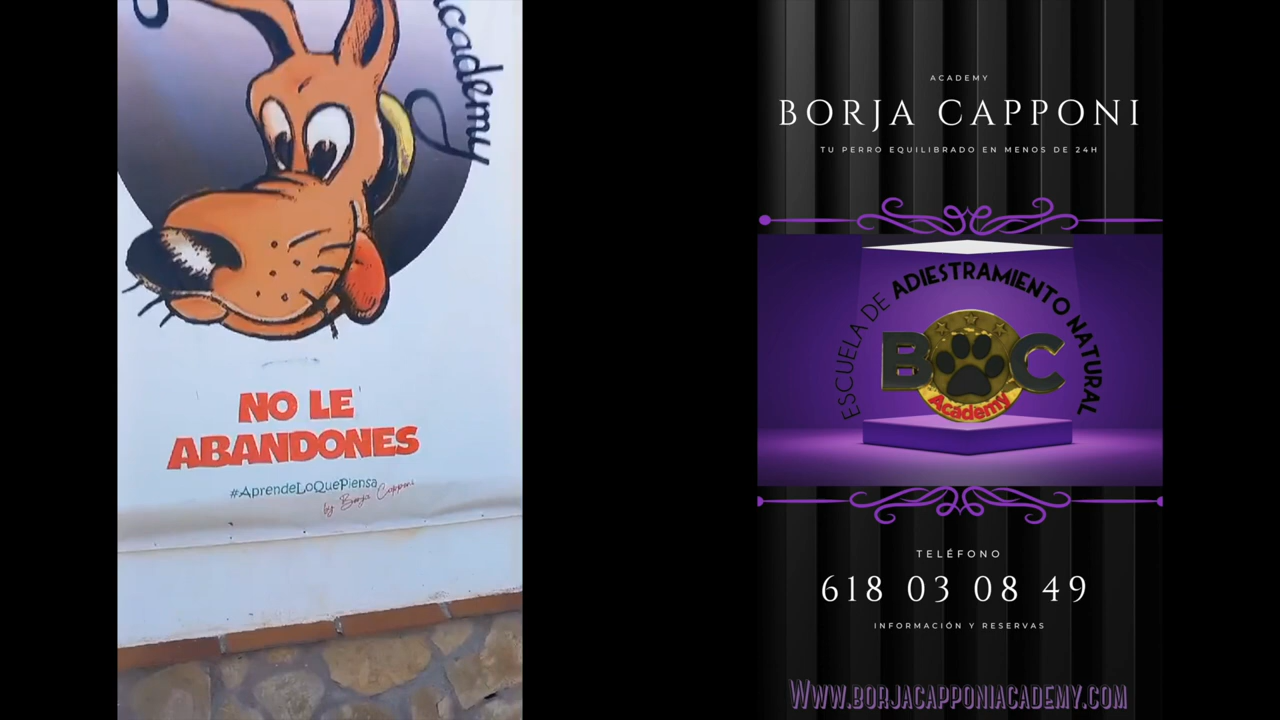 academy
NO LE
ABANDONES
#AprendeLoQuePiensa
by Borja Capponi
ACADEMY
BORJA CAPPONI
TU PERRO EQUILIBRADO EN MENOS DE 24H
ESCUELA DE ADIESTRAMIENTO NATURAL
B C
Academy
TELÉFONO
618 03 08 49
INFORMACIÓN Y RESERVAS
WWW.BORJACAPPONIACADEMY.COM